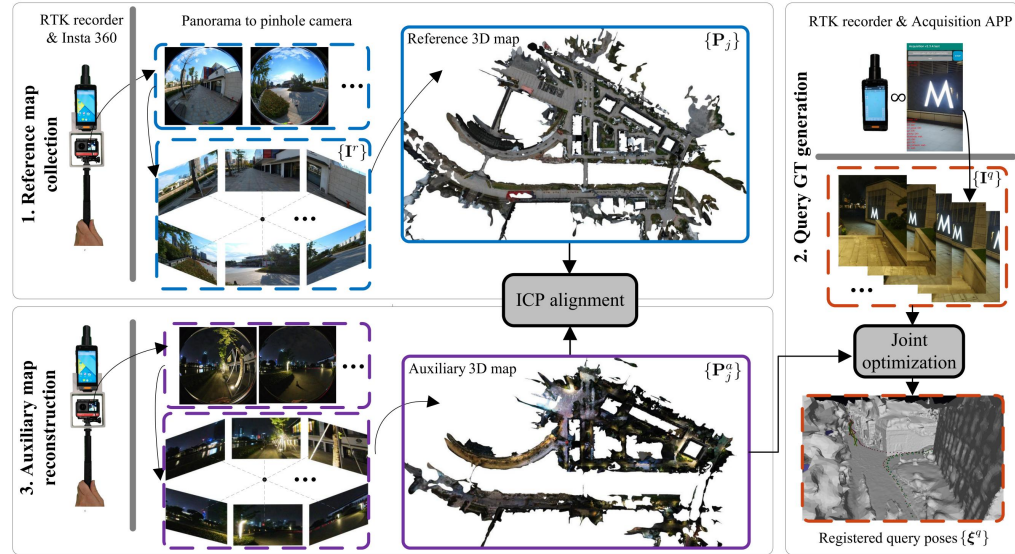 RTK recorder
& Insta 360
Panorama to pinhole camera
{I^r}
Reference 3D map
{P_j}
1. Reference map
collection
ICP alignment
RTK recorder & Acquisition APP
∞
M
{I^q}
M
M
M
M
2. Query GT generation
Joint
optimization
Registered query poses {ξ^q}
3. Auxiliary map
reconstruction
Auxiliary 3D map
{P_j^a}